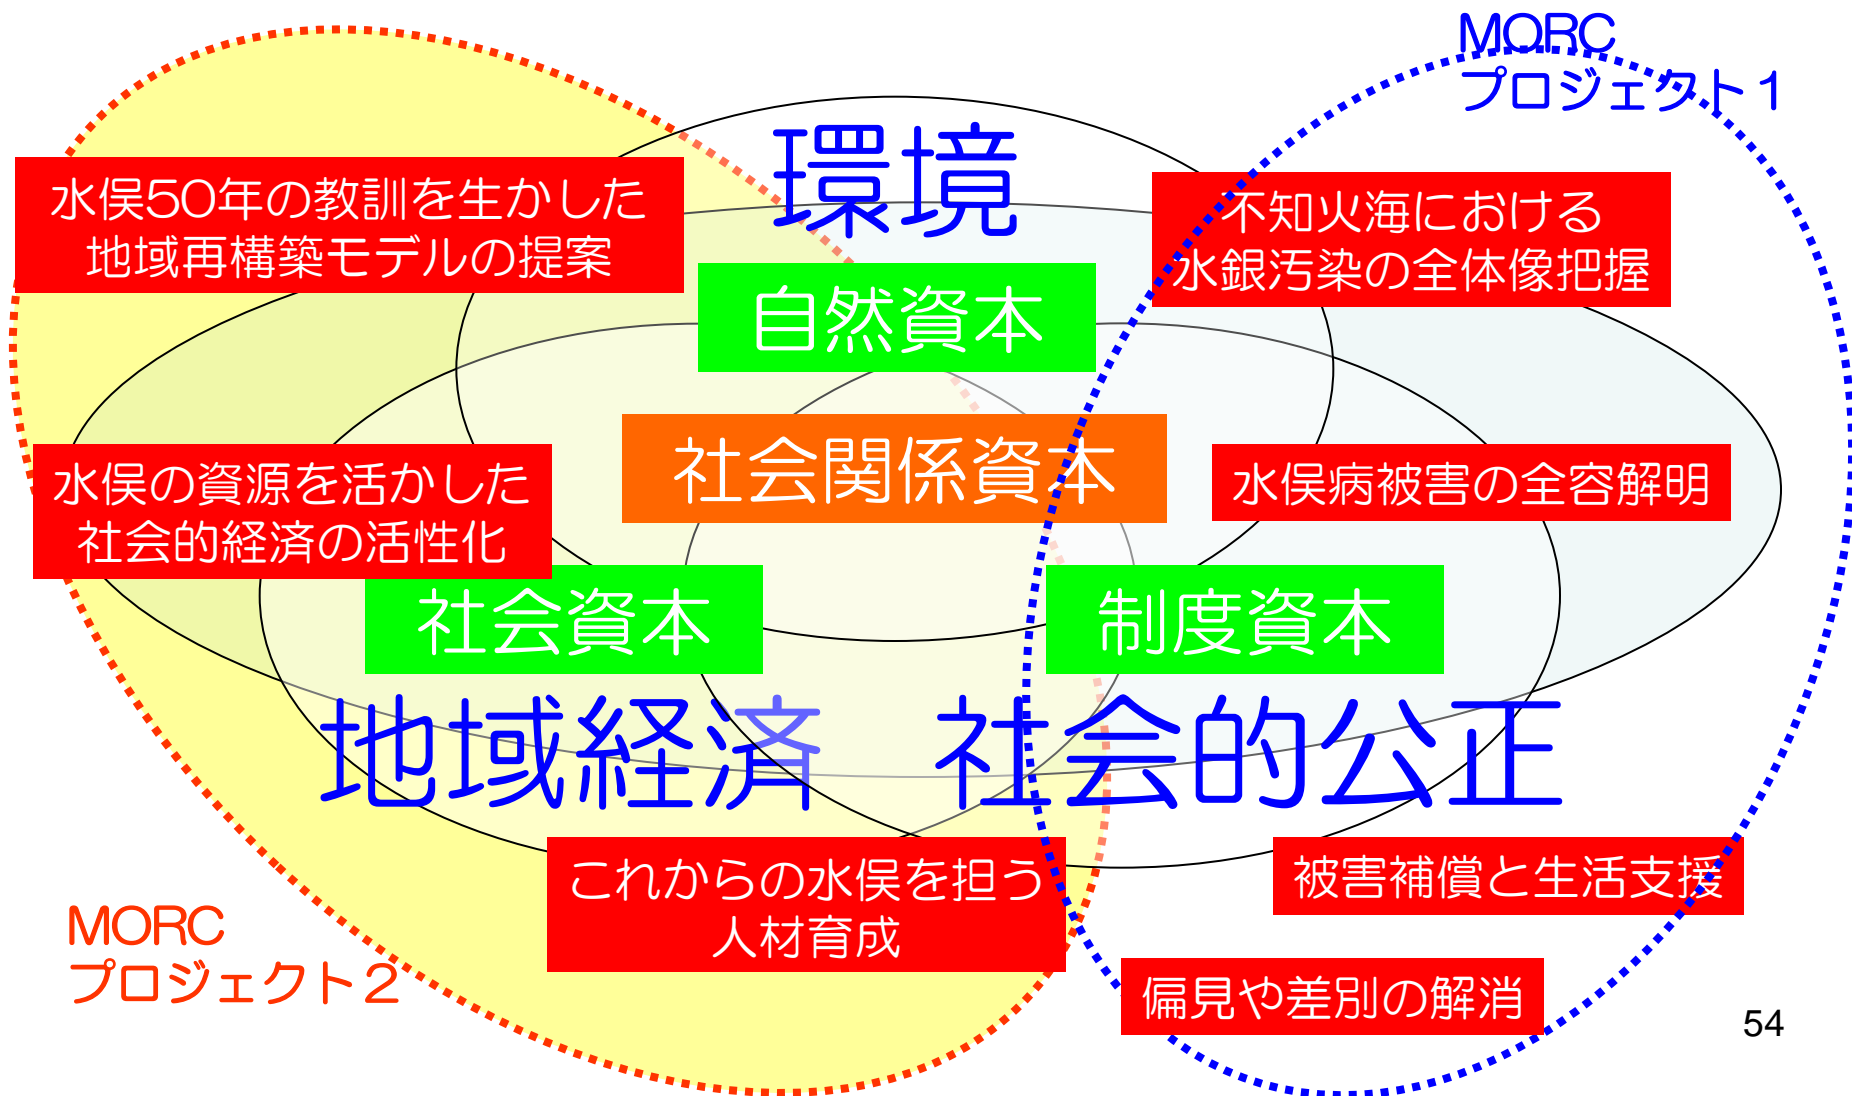 MORC
プロジェクト１
環境
水俣50年の教訓を生かした
地域再構築モデルの提案
不知火海における
水銀汚染の全体像把握
自然資本
社会関係資本
水俣の資源を活かした
社会的経済の活性化
水俣病被害の全容解明
社会資本
制度資本
地域経済
社会的公正
これからの水俣を担う
人材育成
被害補償と生活支援
MORC
プロジェクト２
偏見や差別の解消
54